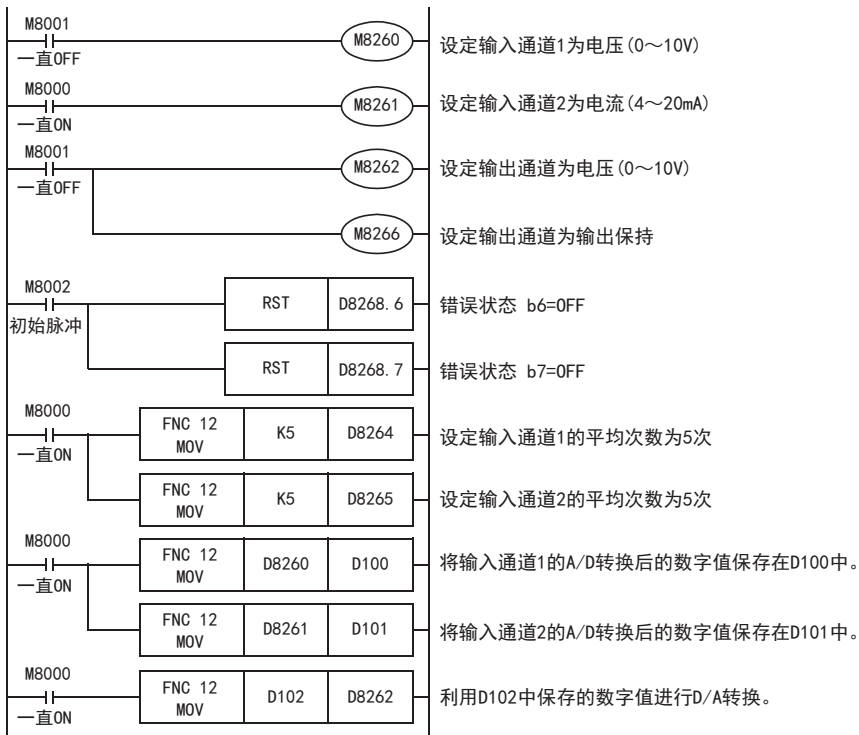 M8001
一直OFF
M8260
设定输入通道1为电压(0～10V)
M8000
一直ON
M8261
设定输入通道2为电流(4～20mA)
M8001
一直OFF
M8262
设定输出通道为电压(0～10V)
M8266
设定输出通道为输出保持
M8002
初始脉冲
RST D8268.6
错误状态 b6=OFF
RST D8268.7
错误状态 b7=OFF
M8000
一直ON
FNC 12
MOV
K5 D8264
设定输入通道1的平均次数为5次
FNC 12
MOV
K5 D8265
设定输入通道2的平均次数为5次
M8000
一直ON
FNC 12
MOV
D8260 D100
将输入通道1的A/D转换后的数字值保存在D100中。
FNC 12
MOV
D8261 D101
将输入通道2的A/D转换后的数字值保存在D101中。
M8000
一直ON
FNC 12
MOV
D102 D8262
利用D102中保存的数字值进行D/A转换。